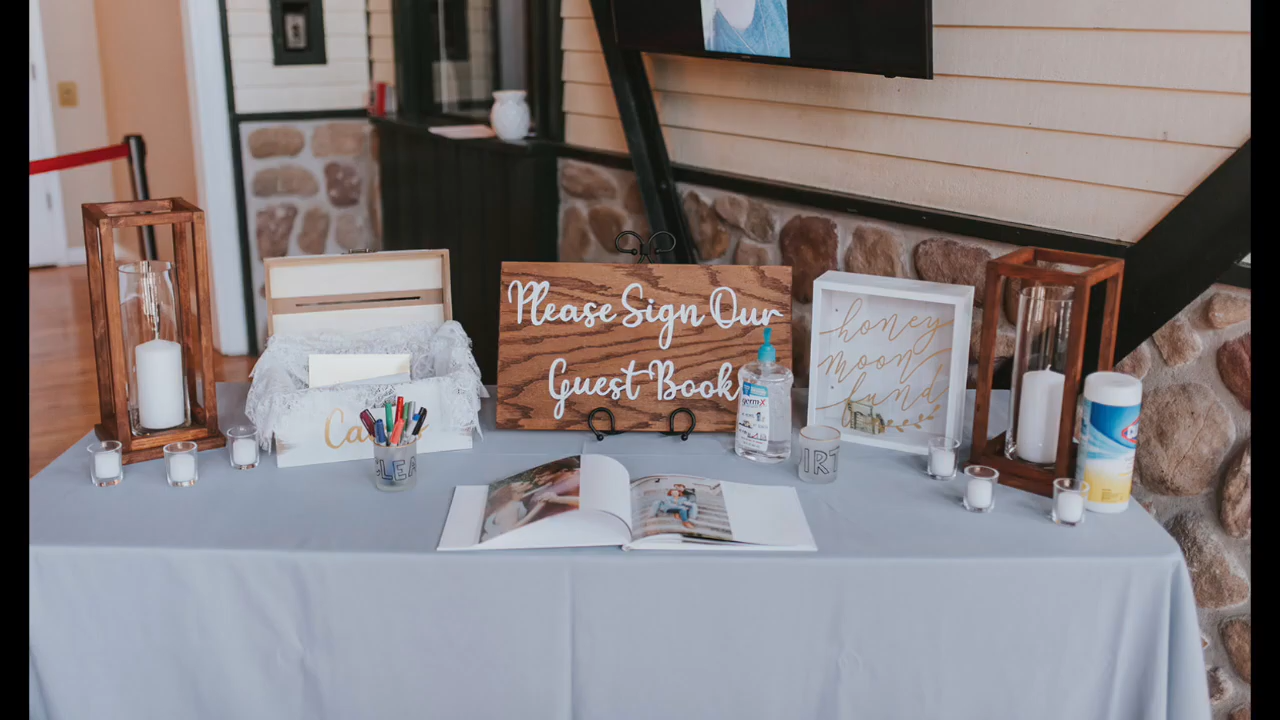 Please Sign Our
Guest Book
honey
moon
fund
germ-X
CLEA
IRT